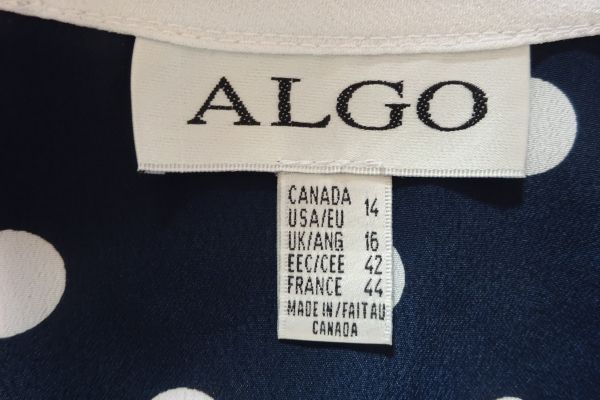 ALGO
CANADA
USA/EU 14
UK/ANG 16
EEC/CEE 42
FRANCE 44
MADE IN/FAIT AU
CANADA